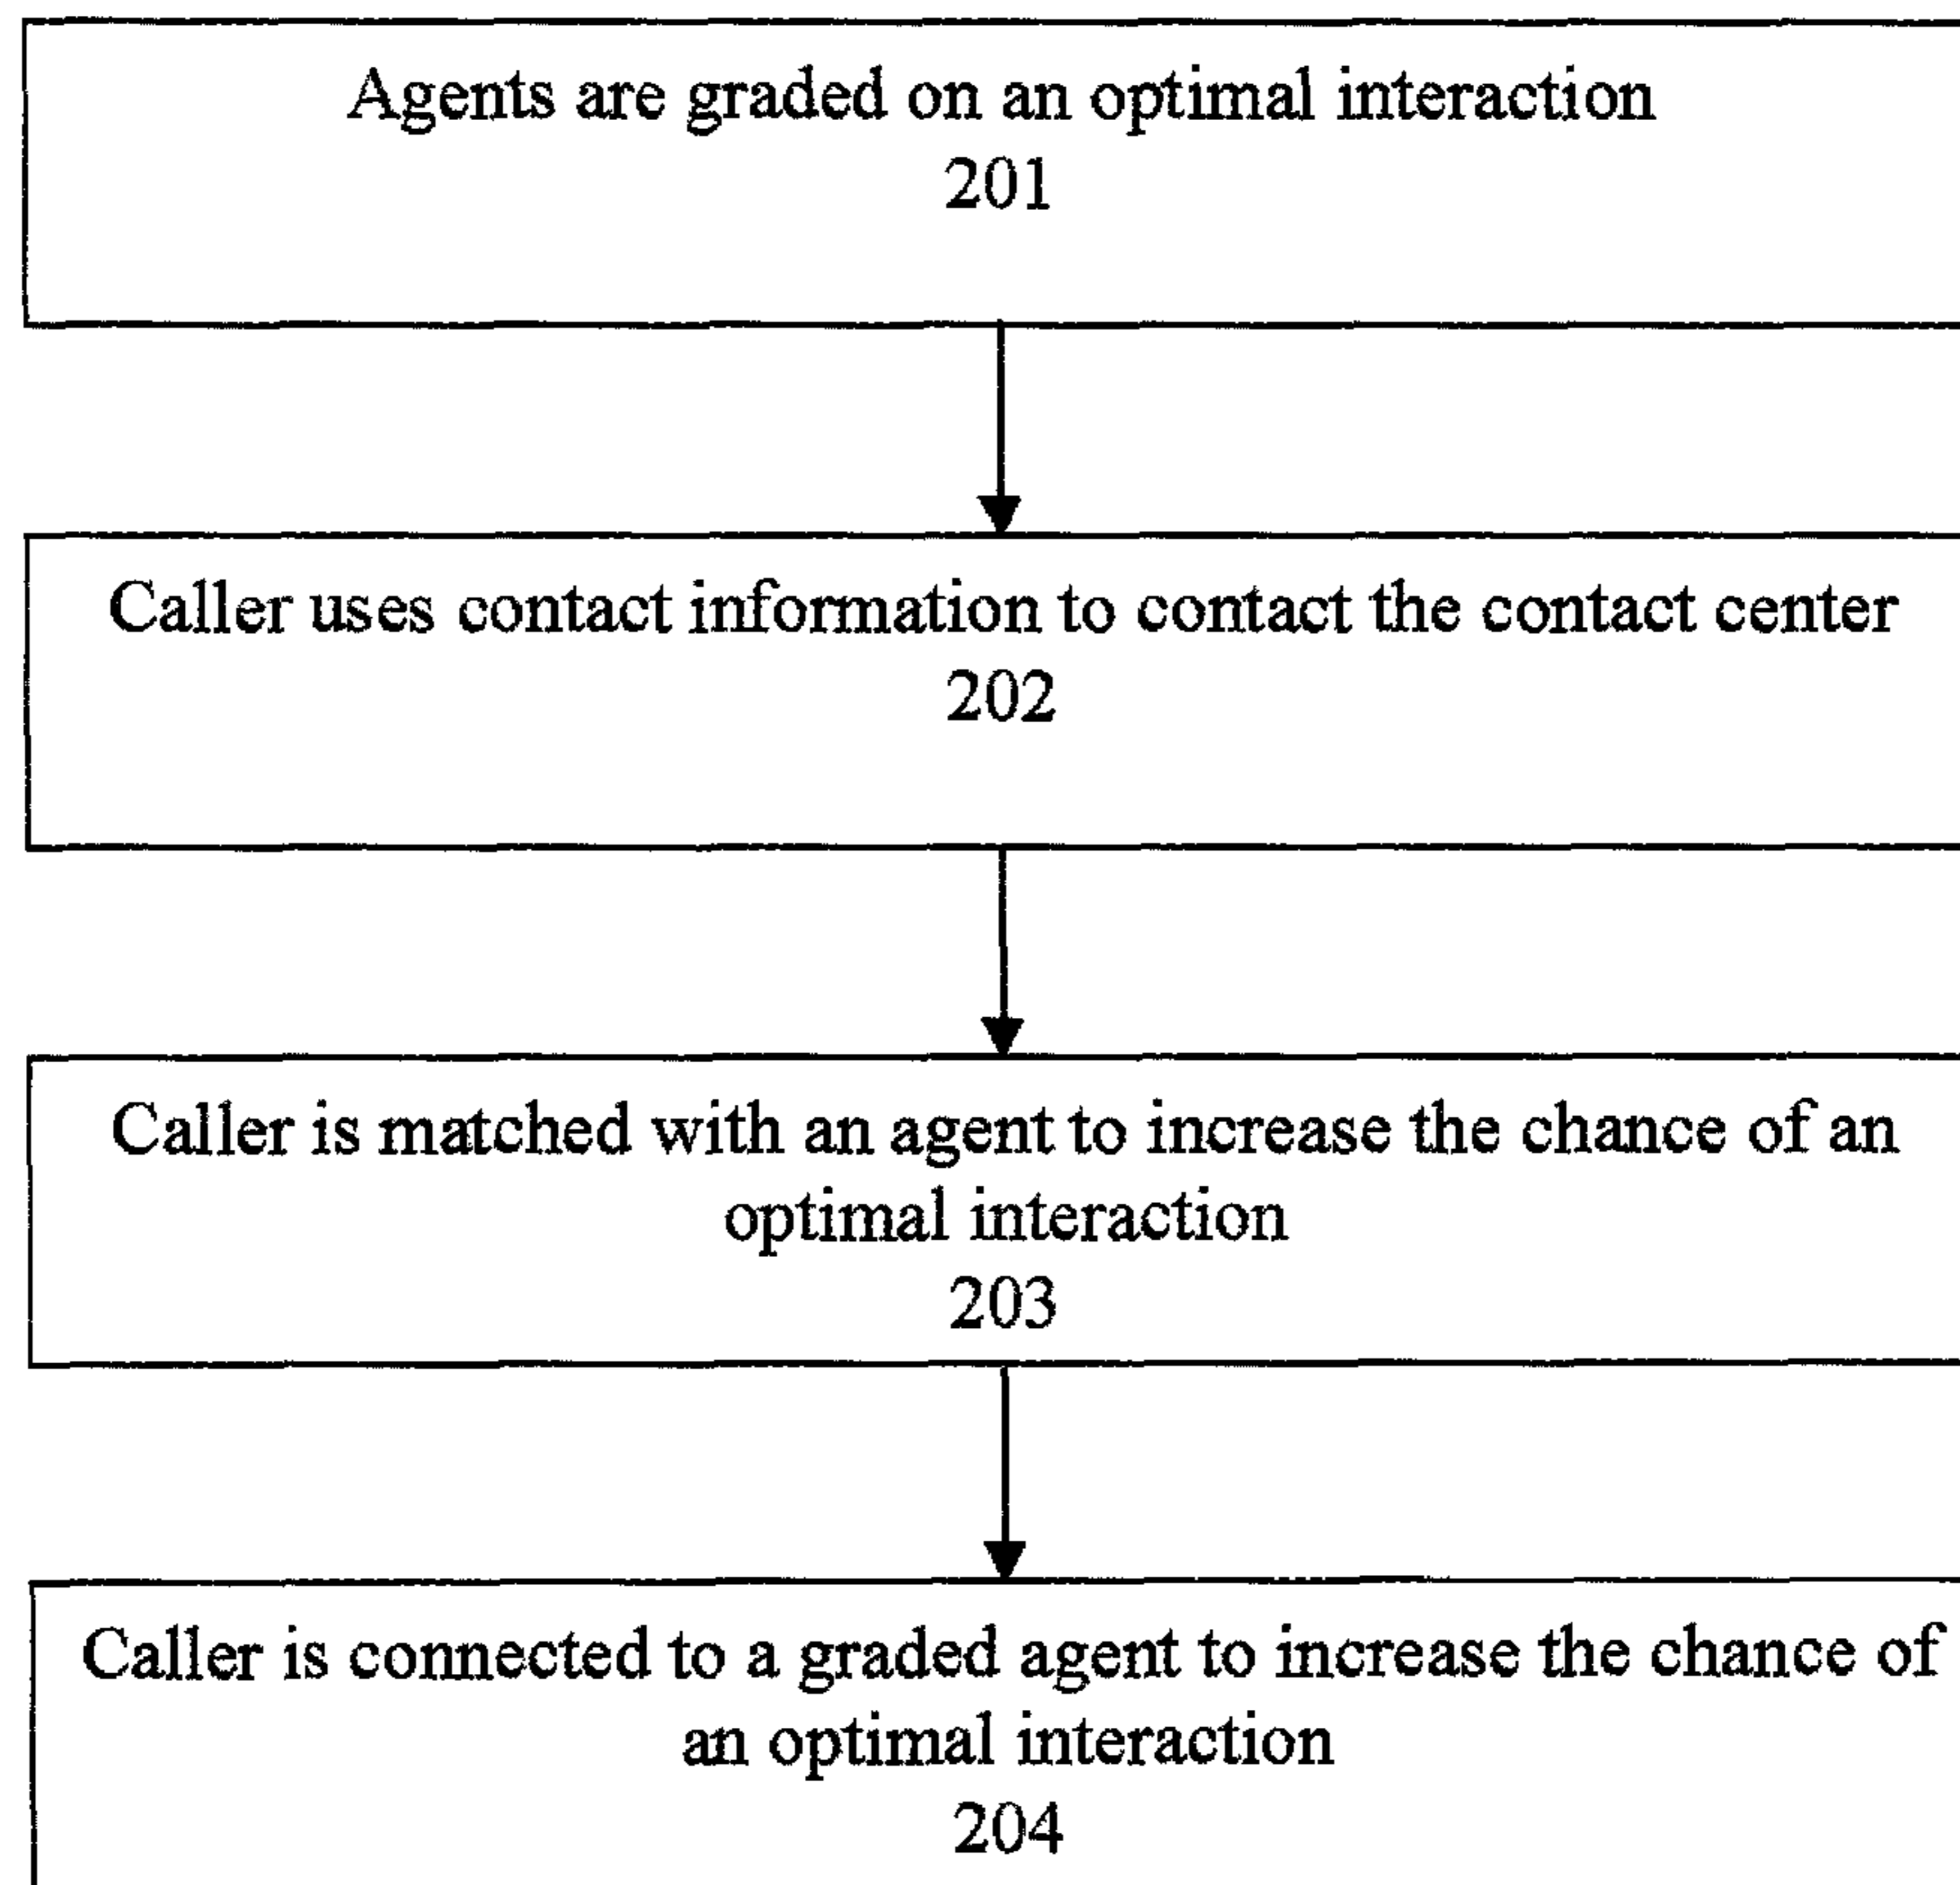 Agents are graded on an optimal interaction
201
Caller uses contact information to contact the contact center
202
Caller is matched with an agent to increase the chance of an
optimal interaction
203
Caller is connected to a graded agent to increase the chance of
an optimal interaction
204